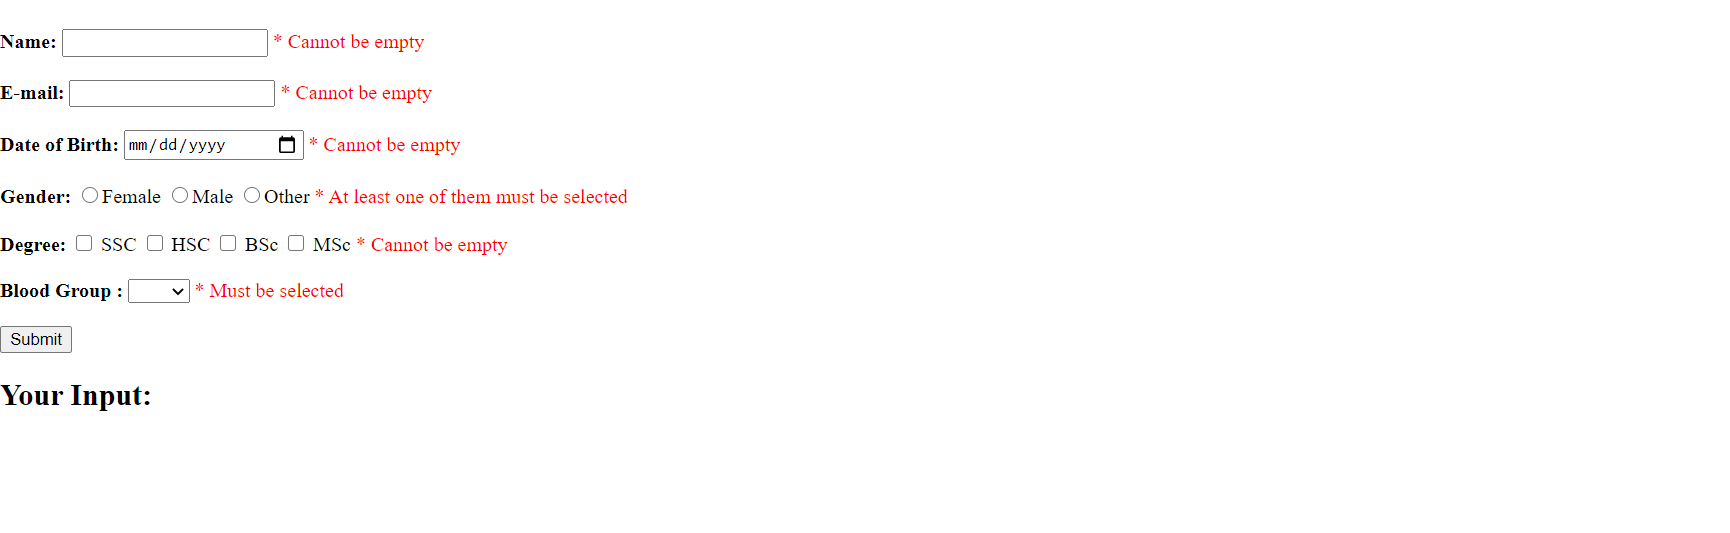 Name: * Cannot be empty
E-mail: * Cannot be empty
Date of Birth: mm/dd/yyyy * Cannot be empty
Gender: Female Male Other * At least one of them must be selected
Degree: SSC HSC BSc MSc * Cannot be empty
Blood Group : * Must be selected
Submit
Your Input: